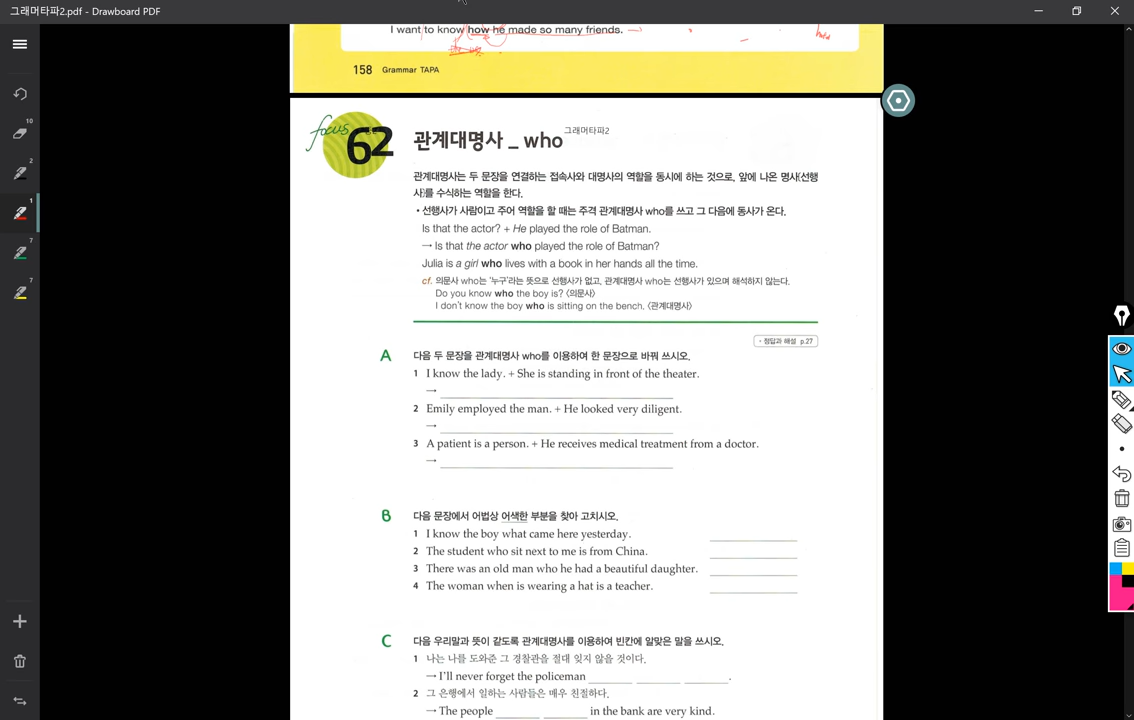 그래머타파2.pdf - Drawboard PDF
I want to know how he made so many friends.
158 Grammar TAPA
focus 62 관계대명사 _ who 그래머타파2
관계대명사는 두 문장을 연결하는 접속사와 대명사의 역할을 동시에 하는 것으로, 앞에 나온 명사(선행
사)를 수식하는 역할을 한다.
• 선행사가 사람이고 주어 역할을 할 때는 주격 관계대명사 who를 쓰고 그 다음에 동사가 온다.
Is that the actor? + He played the role of Batman.
→ Is that the actor who played the role of Batman?
Julia is a girl who lives with a book in her hands all the time.
cf. 의문사 who는 '누구'라는 뜻으로 선행사가 없고, 관계대명사 who는 선행사가 있으며 해석하지 않는다.
Do you know who the boy is? 〈의문사〉
I don't know the boy who is sitting on the bench. 〈관계대명사〉
• 정답과 해설 p.27
A 다음 두 문장을 관계대명사 who를 이용하여 한 문장으로 바꿔 쓰시오.
1 I know the lady. + She is standing in front of the theater.
→
2 Emily employed the man. + He looked very diligent.
→
3 A patient is a person. + He receives medical treatment from a doctor.
→
B 다음 문장에서 어법상 어색한 부분을 찾아 고치시오.
1 I know the boy what came here yesterday.
2 The student who sit next to me is from China.
3 There was an old man who he had a beautiful daughter.
4 The woman when is wearing a hat is a teacher.
C 다음 우리말과 뜻이 같도록 관계대명사를 이용하여 빈칸에 알맞은 말을 쓰시오.
1 나는 나를 도와준 그 경찰관을 절대 잊지 않을 것이다.
→ I'll never forget the policeman ______ ______ ______.
2 그 은행에서 일하는 사람들은 매우 친절하다.
→ The people ______ ______ in the bank are very kind.
10
2
1
7
7